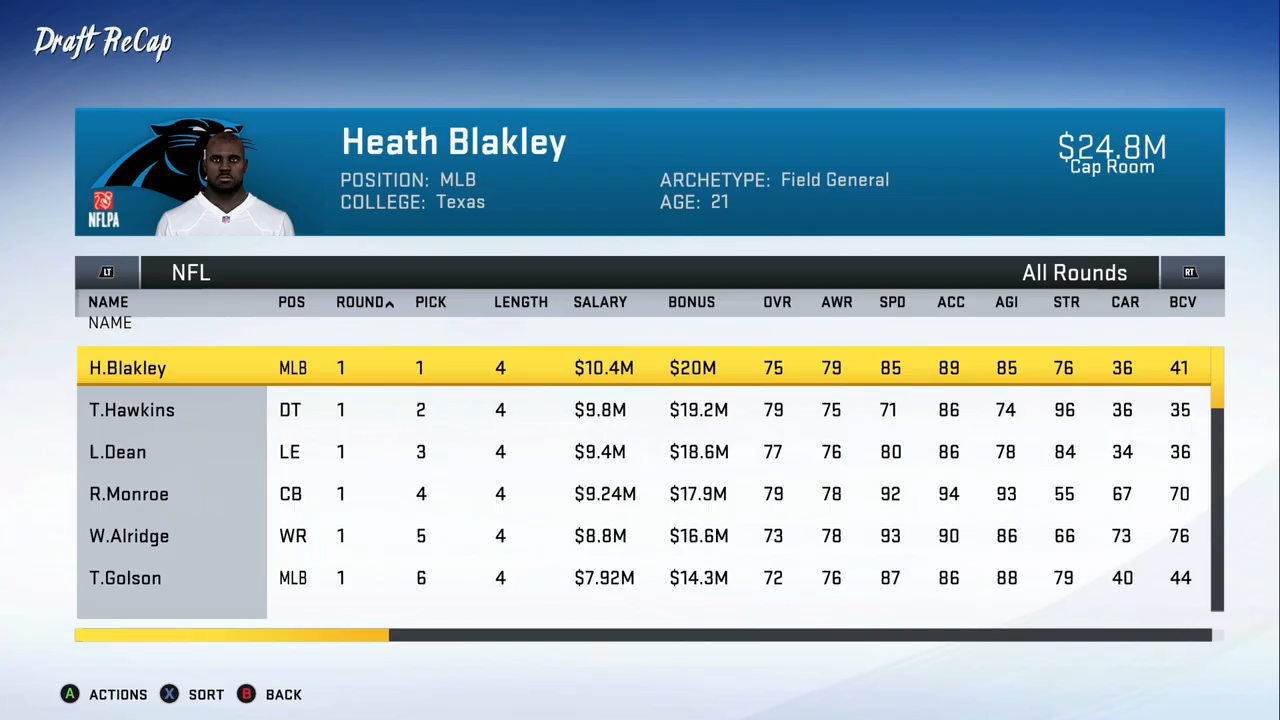 Draft ReCap
Heath Blakley
$24.8M
Cap Room
POSITION: MLB
ARCHETYPE: Field General
COLLEGE: Texas
AGE: 21
NFLPA
LT NFL All Rounds RT
NAME POS ROUND PICK LENGTH SALARY BONUS OVR AWR SPD ACC AGI STR CAR BCV
NAME
H.Blakley MLB 1 1 4 $10.4M $20M 75 79 85 89 85 76 36 41
T.Hawkins DT 1 2 4 $9.8M $19.2M 79 75 71 86 74 96 36 35
L.Dean LE 1 3 4 $9.4M $18.6M 77 76 80 86 78 84 34 36
R.Monroe CB 1 4 4 $9.24M $17.9M 79 78 92 94 93 55 67 70
W.Alridge WR 1 5 4 $8.8M $16.6M 73 78 93 90 86 66 73 76
T.Golson MLB 1 6 4 $7.92M $14.3M 72 76 87 86 88 79 40 44
A ACTIONS X SORT B BACK